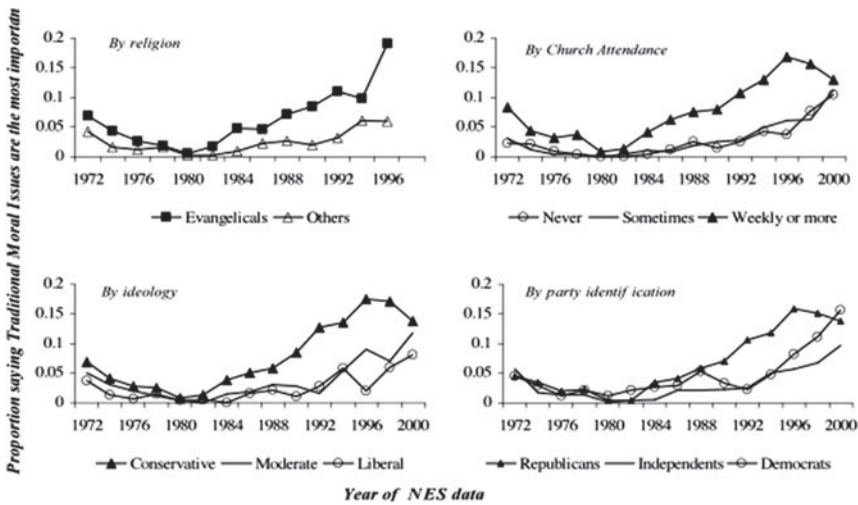 Proportion saying Traditional Moral Issues are the most importan
By religion
0.2
0.15
0.1
0.05
0
1972 1976 1980 1984 1988 1992 1996
Evangelicals Others
By Church Attendance
0.2
0.15
0.1
0.05
0
1972 1976 1980 1984 1988 1992 1996 2000
Never Sometimes Weekly or more
By ideology
0.2
0.15
0.1
0.05
0
1972 1976 1980 1984 1988 1992 1996 2000
Conservative Moderate Liberal
By party identif ication
0.2
0.15
0.1
0.05
0
1972 1976 1980 1984 1988 1992 1996 2000
Republicans Independents Democrats
Year of NES data